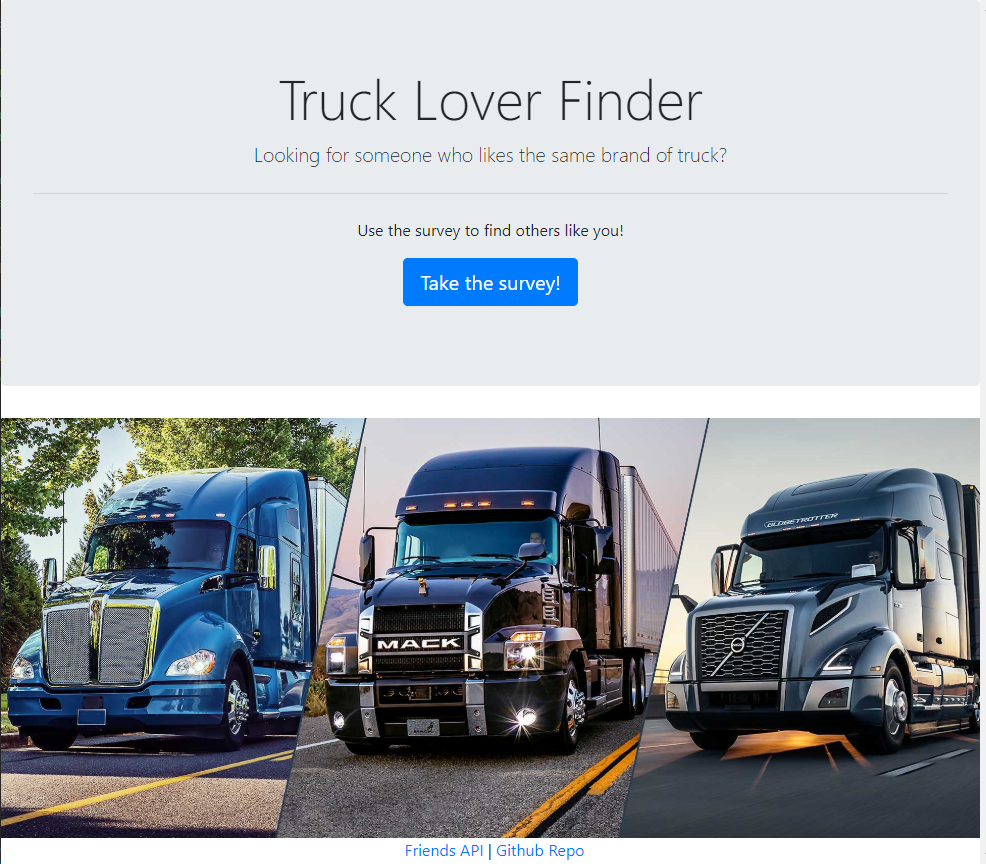 Truck Lover Finder
Looking for someone who likes the same brand of truck?
Use the survey to find others like you!
Take the survey!
GLOBETROTTER
MACK
Friends API | Github Repo